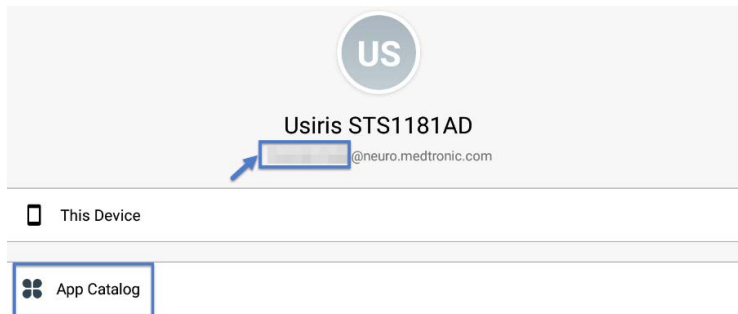 US
Usiris STS1181AD
@neuro.medtronic.com
This Device
App Catalog